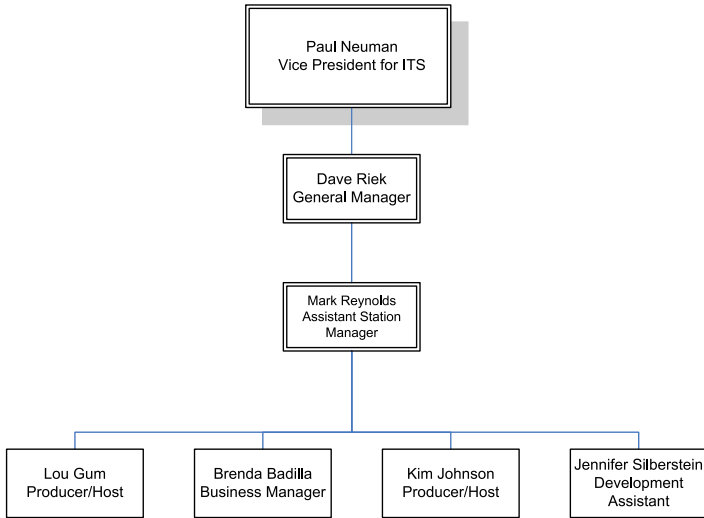 Paul Neuman
Vice President for ITS
Dave Riek
General Manager
Mark Reynolds
Assistant Station
Manager
Lou Gum
Producer/Host
Brenda Badilla
Business Manager
Kim Johnson
Producer/Host
Jennifer Silberstein
Development
Assistant